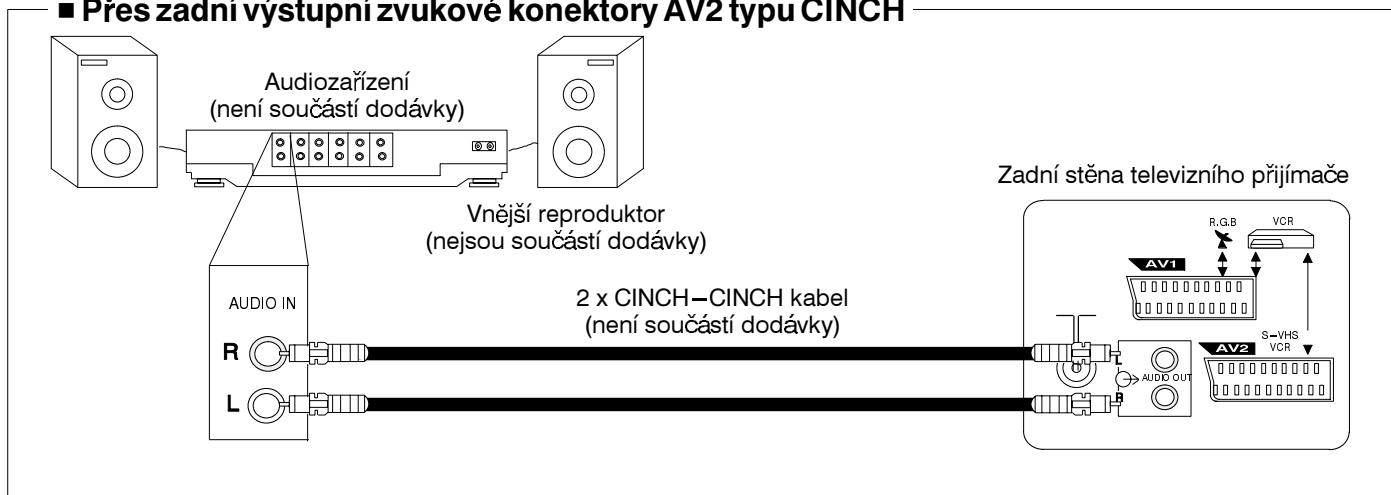 ■ Přes zadní výstupní zvukové konektory AV2 typu CINCH
Audiozařízení
(není součástí dodávky)
Vnější reproduktor
(nejsou součástí dodávky)
Zadní stěna televizního přijímače
R.G.B
VCR
AV1
AUDIO IN
2 x CINCH–CINCH kabel
(není součástí dodávky)
S–VHS
AV2 VCR
R
L
L
AUDIO OUT
R